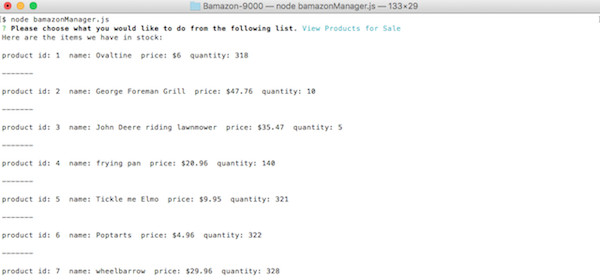 Bamazon-9000 — node bamazonManager.js — 133×29
$ node bamazonManager.js
? Please choose what you would like to do from the following list. View Products for Sale
Here are the items we have in stock:
product id: 1  name: Ovaltine  price: $6  quantity: 318
-------
product id: 2  name: George Foreman Grill  price: $47.76  quantity: 10
-------
product id: 3  name: John Deere riding lawnmower  price: $35.47  quantity: 5
-------
product id: 4  name: frying pan  price: $20.96  quantity: 140
-------
product id: 5  name: Tickle me Elmo  price: $9.95  quantity: 321
-------
product id: 6  name: Poptarts  price: $4.96  quantity: 322
-------
product id: 7  name: wheelbarrow  price: $29.96  quantity: 328